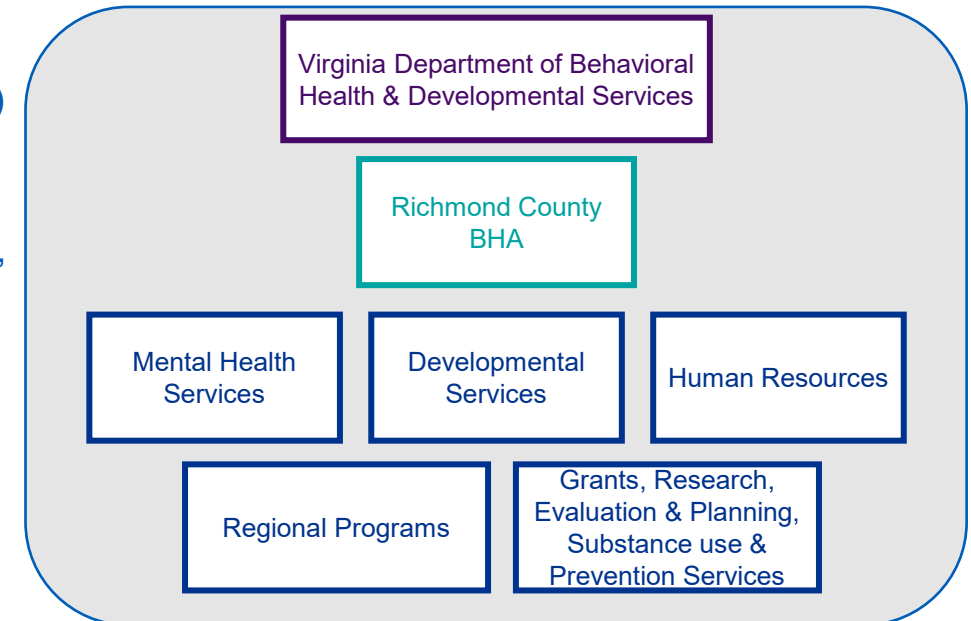 Virginia Department of Behavioral
Health & Developmental Services
Richmond County
BHA
Mental Health
Services
Developmental
Services
Human Resources
Regional Programs
Grants, Research,
Evaluation & Planning,
Substance use &
Prevention Services